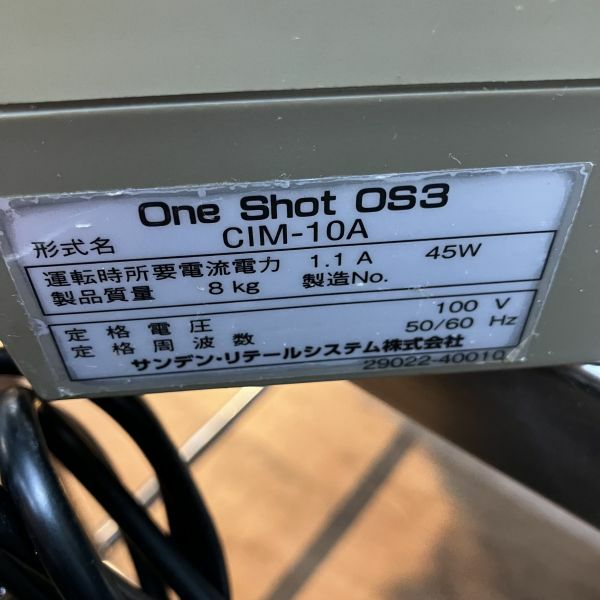 One Shot OS3
形式名 CIM-10A
運転時所要電流電力 1.1 A 45W
製品質量 8 kg 製造No.
定格電圧 100 V
定格周波数 50/60 Hz
サンデン・リテールシステム株式会社
29022-40010